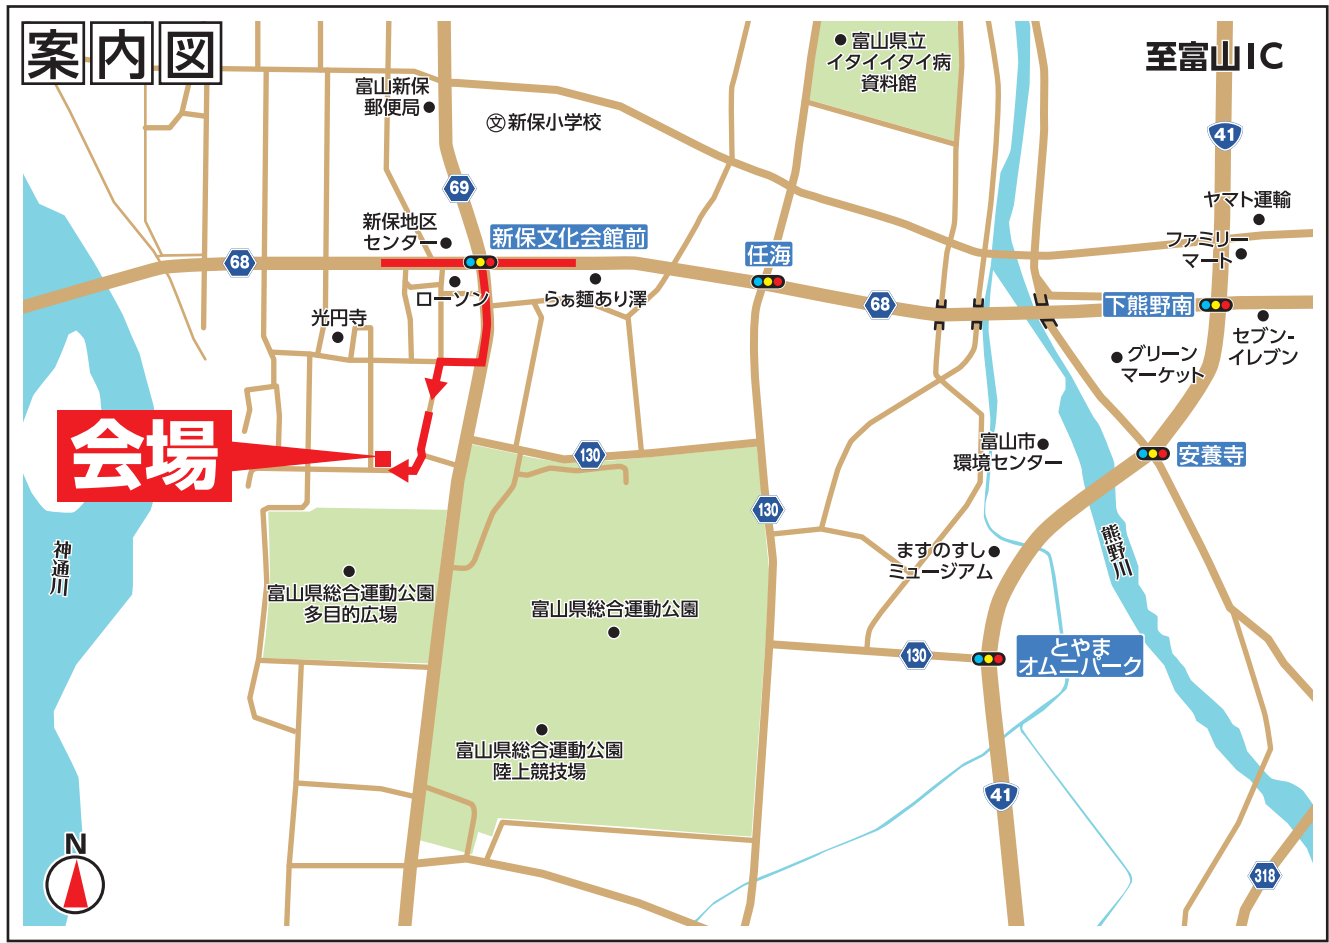 案内図
富山県立
イタイイタイ病
資料館
至富山IC
富山新保
郵便局
文
新保小学校
41
69
ヤマト運輸
新保地区
センター
新保文化会館前
ファミリー
マート
68
任海
ローソン
らぁ麺あり澤
68
下熊野南
光円寺
セブン-
イレブン
グリーン
マーケット
会場
130
富山市
環境センター
安養寺
130
神通川
ますのすし
ミュージアム
熊野川
富山県総合運動公園
多目的広場
富山県総合運動公園
130
とやま
オムニパーク
富山県総合運動公園
陸上競技場
41
N
318